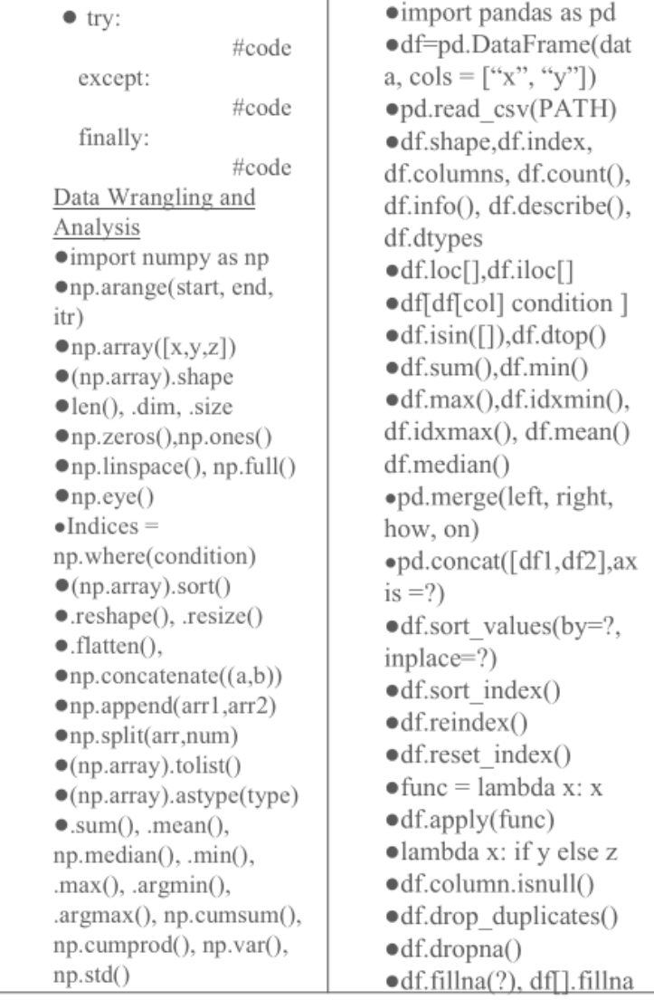 ● try:
#code
except:
#code
finally:
#code
Data Wrangling and
Analysis
●import numpy as np
●np.arange(start, end,
itr)
●np.array([x,y,z])
●(np.array).shape
●len(), .dim, .size
●np.zeros(),np.ones()
●np.linspace(), np.full()
●np.eye()
●Indices =
np.where(condition)
●(np.array).sort()
●.reshape(), .resize()
●.flatten(),
●np.concatenate((a,b))
●np.append(arr1,arr2)
●np.split(arr,num)
●(np.array).tolist()
●(np.array).astype(type)
●.sum(), .mean(),
np.median(), .min(),
.max(), .argmin(),
.argmax(), np.cumsum(),
np.cumprod(), np.var(),
np.std()
●import pandas as pd
●df=pd.DataFrame(dat
a, cols = [“x”, “y”])
●pd.read_csv(PATH)
●df.shape,df.index,
df.columns, df.count(),
df.info(), df.describe(),
df.dtypes
●df.loc[],df.iloc[]
●df[df[col] condition ]
●df.isin([]),df.dtop()
●df.sum(),df.min()
●df.max(),df.idxmin(),
df.idxmax(), df.mean()
df.median()
●pd.merge(left, right,
how, on)
●pd.concat([df1,df2],ax
is =?)
●df.sort_values(by=?,
inplace=?)
●df.sort_index()
●df.reindex()
●df.reset_index()
●func = lambda x: x
●df.apply(func)
●lambda x: if y else z
●df.column.isnull()
●df.drop_duplicates()
●df.dropna()
●df.fillna(?), df[].fillna